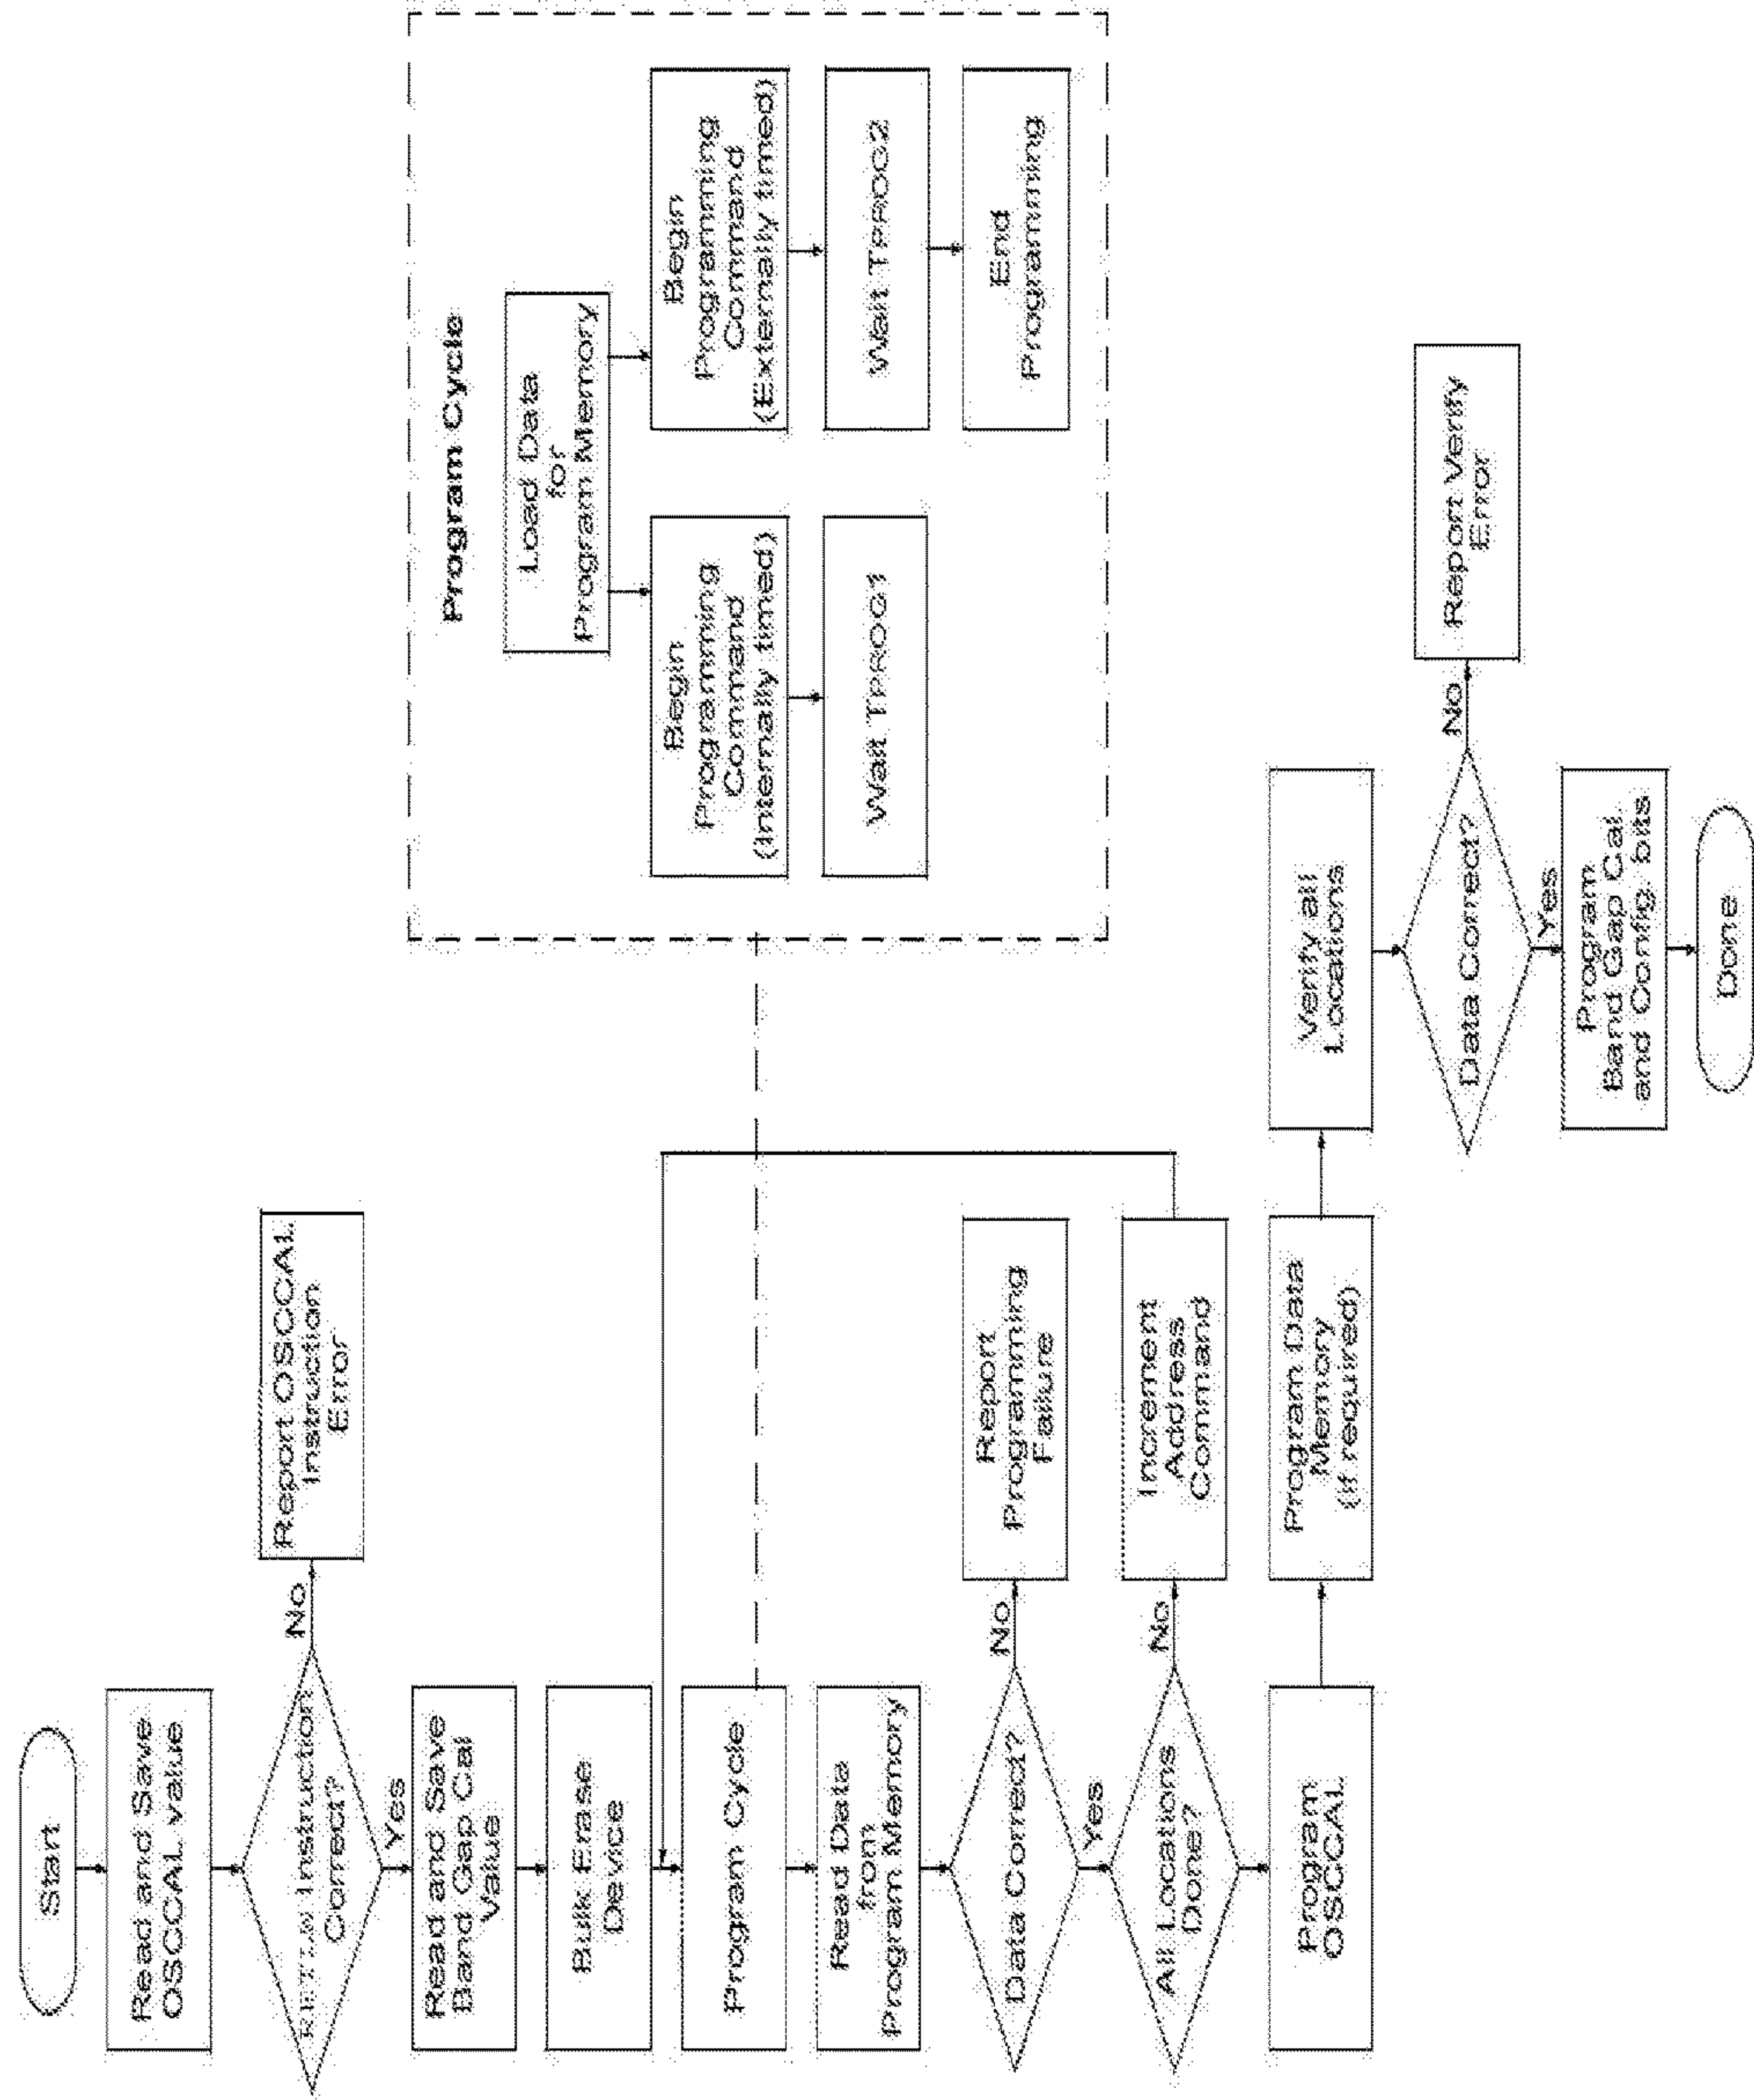 Start
Read and Save
OSCCAL value
RETLW Instruction
Correct?
No
Report OSCCAL
Instruction
Error
Yes
Read and Save
Band Gap Cal
Value
Bulk Erase
Device
Program Cycle
Read Data
from
Program Memory
Data Correct?
No
Report
Programming
Failure
Yes
All Locations
Done?
No
Increment
Address
Command
Program
OSCCAL
Program Data
Memory
(if required)
Verify all
Locations
Data Correct?
No
Report Verify
Error
Yes
Program
Band Gap Cal.
and Config. bits
Done
Program Cycle
Load Data
for
Program Memory
Begin
Programming
Command
(Internally timed)
Wait TPROG1
Begin
Programming
Command
(Externally timed)
Wait TPROG2
End
Programming